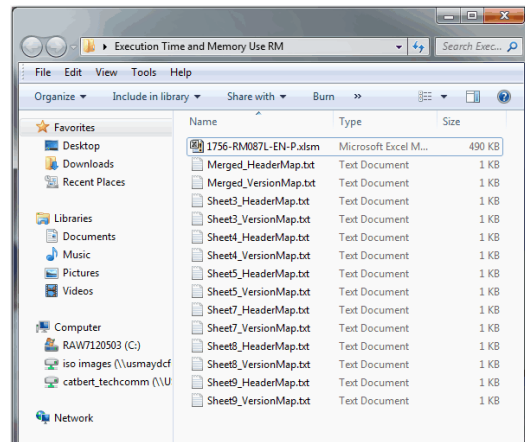 Execution Time and Memory Use RM
Search Exec...
File Edit View Tools Help
Organize Include in library Share with Burn »
Favorites
Desktop
Downloads
Recent Places
Libraries
Documents
Music
Pictures
Videos
Computer
RAW7120503 (C:)
iso images (\\usmaydcf
catbert_techcomm (\\U
Network
Name Type Size
1756-RM087L-EN-P.xlsm Microsoft Excel M... 490 KB
Merged_HeaderMap.txt Text Document 1 KB
Merged_VersionMap.txt Text Document 1 KB
Sheet3_HeaderMap.txt Text Document 1 KB
Sheet3_VersionMap.txt Text Document 1 KB
Sheet4_HeaderMap.txt Text Document 1 KB
Sheet4_VersionMap.txt Text Document 1 KB
Sheet5_HeaderMap.txt Text Document 1 KB
Sheet5_VersionMap.txt Text Document 1 KB
Sheet7_HeaderMap.txt Text Document 1 KB
Sheet7_VersionMap.txt Text Document 1 KB
Sheet8_HeaderMap.txt Text Document 1 KB
Sheet8_VersionMap.txt Text Document 1 KB
Sheet9_HeaderMap.txt Text Document 1 KB
Sheet9_VersionMap.txt Text Document 1 KB